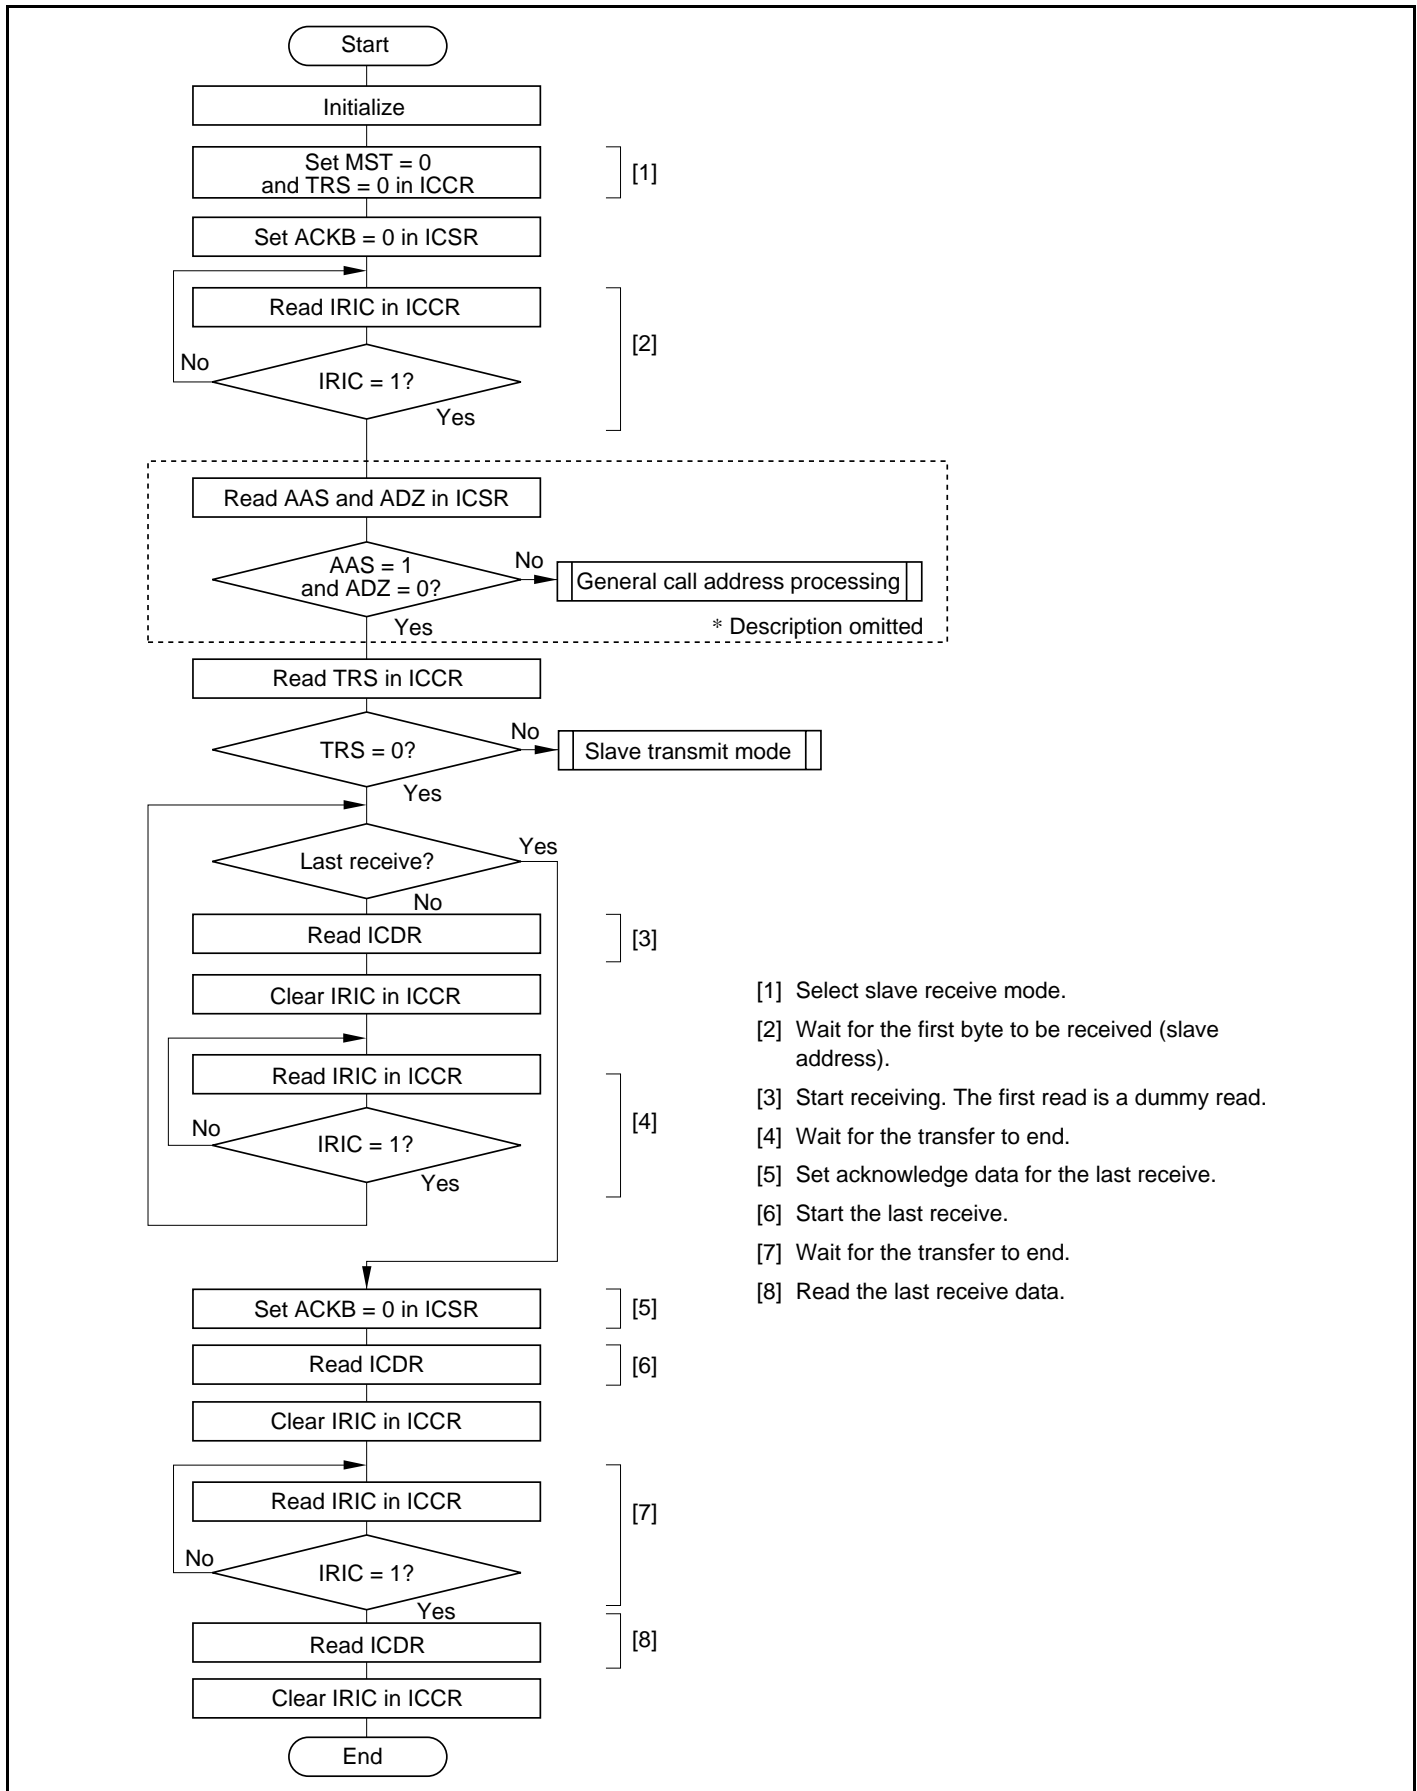 Start
Initialize
Set MST = 0
and TRS = 0 in ICCR
[1]
Set ACKB = 0 in ICSR
Read IRIC in ICCR
[2]
No
IRIC = 1?
Yes
Read AAS and ADZ in ICSR
AAS = 1
and ADZ = 0?
No
General call address processing
Yes
* Description omitted
Read TRS in ICCR
TRS = 0?
No
Slave transmit mode
Yes
Last receive?
Yes
No
Read ICDR
[3]
Clear IRIC in ICCR
Read IRIC in ICCR
[4]
No
IRIC = 1?
Yes
Set ACKB = 0 in ICSR
[5]
Read ICDR
[6]
Clear IRIC in ICCR
Read IRIC in ICCR
[7]
No
IRIC = 1?
Yes
Read ICDR
[8]
Clear IRIC in ICCR
End
[1] Select slave receive mode.
[2] Wait for the first byte to be received (slave
address).
[3] Start receiving. The first read is a dummy read.
[4] Wait for the transfer to end.
[5] Set acknowledge data for the last receive.
[6] Start the last receive.
[7] Wait for the transfer to end.
[8] Read the last receive data.